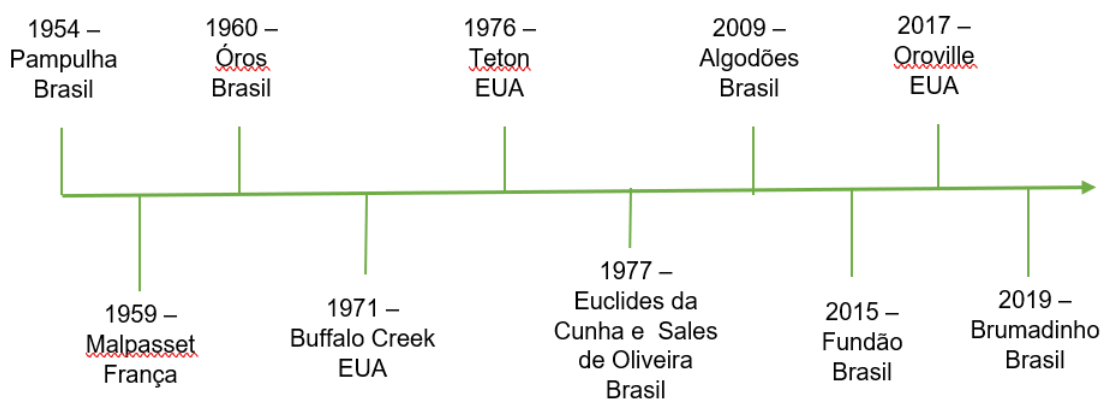 1954 –
Pampulha
Brasil
1960 –
Óros
Brasil
1976 –
Teton
EUA
2009 –
Algodões
Brasil
2017 –
Oroville
EUA
1959 –
Malpasset
França
1971 –
Buffalo Creek
EUA
1977 –
Euclides da
Cunha e Sales
de Oliveira
Brasil
2015 –
Fundão
Brasil
2019 –
Brumadinho
Brasil